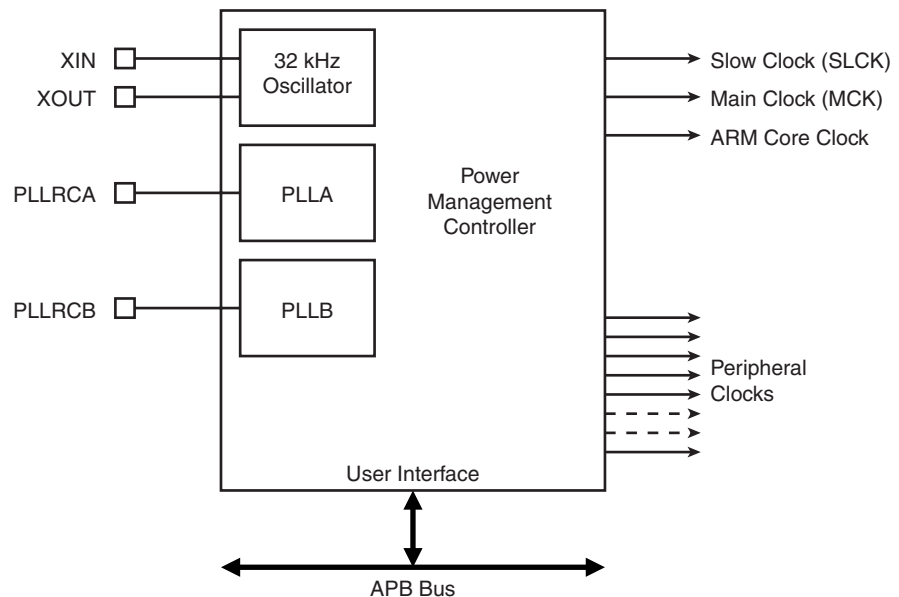 XIN
XOUT
32 kHz
Oscillator
Slow Clock (SLCK)
Main Clock (MCK)
ARM Core Clock
PLLRCA
PLLA
Power
Management
Controller
PLLRCB
PLLB
Peripheral
Clocks
User Interface
APB Bus